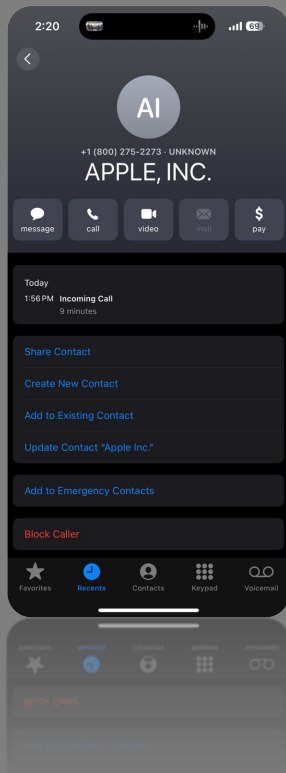 2:20
69
AI
+1 (800) 275-2273 · UNKNOWN
APPLE, INC.
message call video mail pay
Today
1:56 PM Incoming Call
9 minutes
Share Contact
Create New Contact
Add to Existing Contact
Update Contact “Apple Inc.”
Add to Emergency Contacts
Block Caller
Favorites Recents Contacts Keypad Voicemail